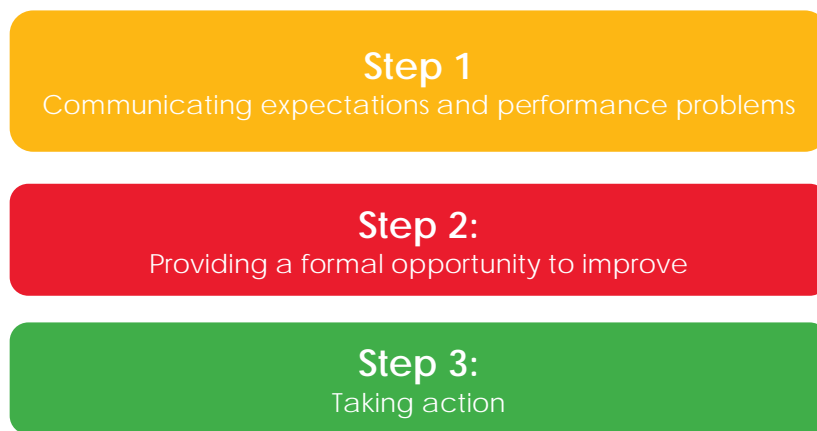 Step 1
Communicating expectations and performance problems
Step 2:
Providing a formal opportunity to improve
Step 3:
Taking action